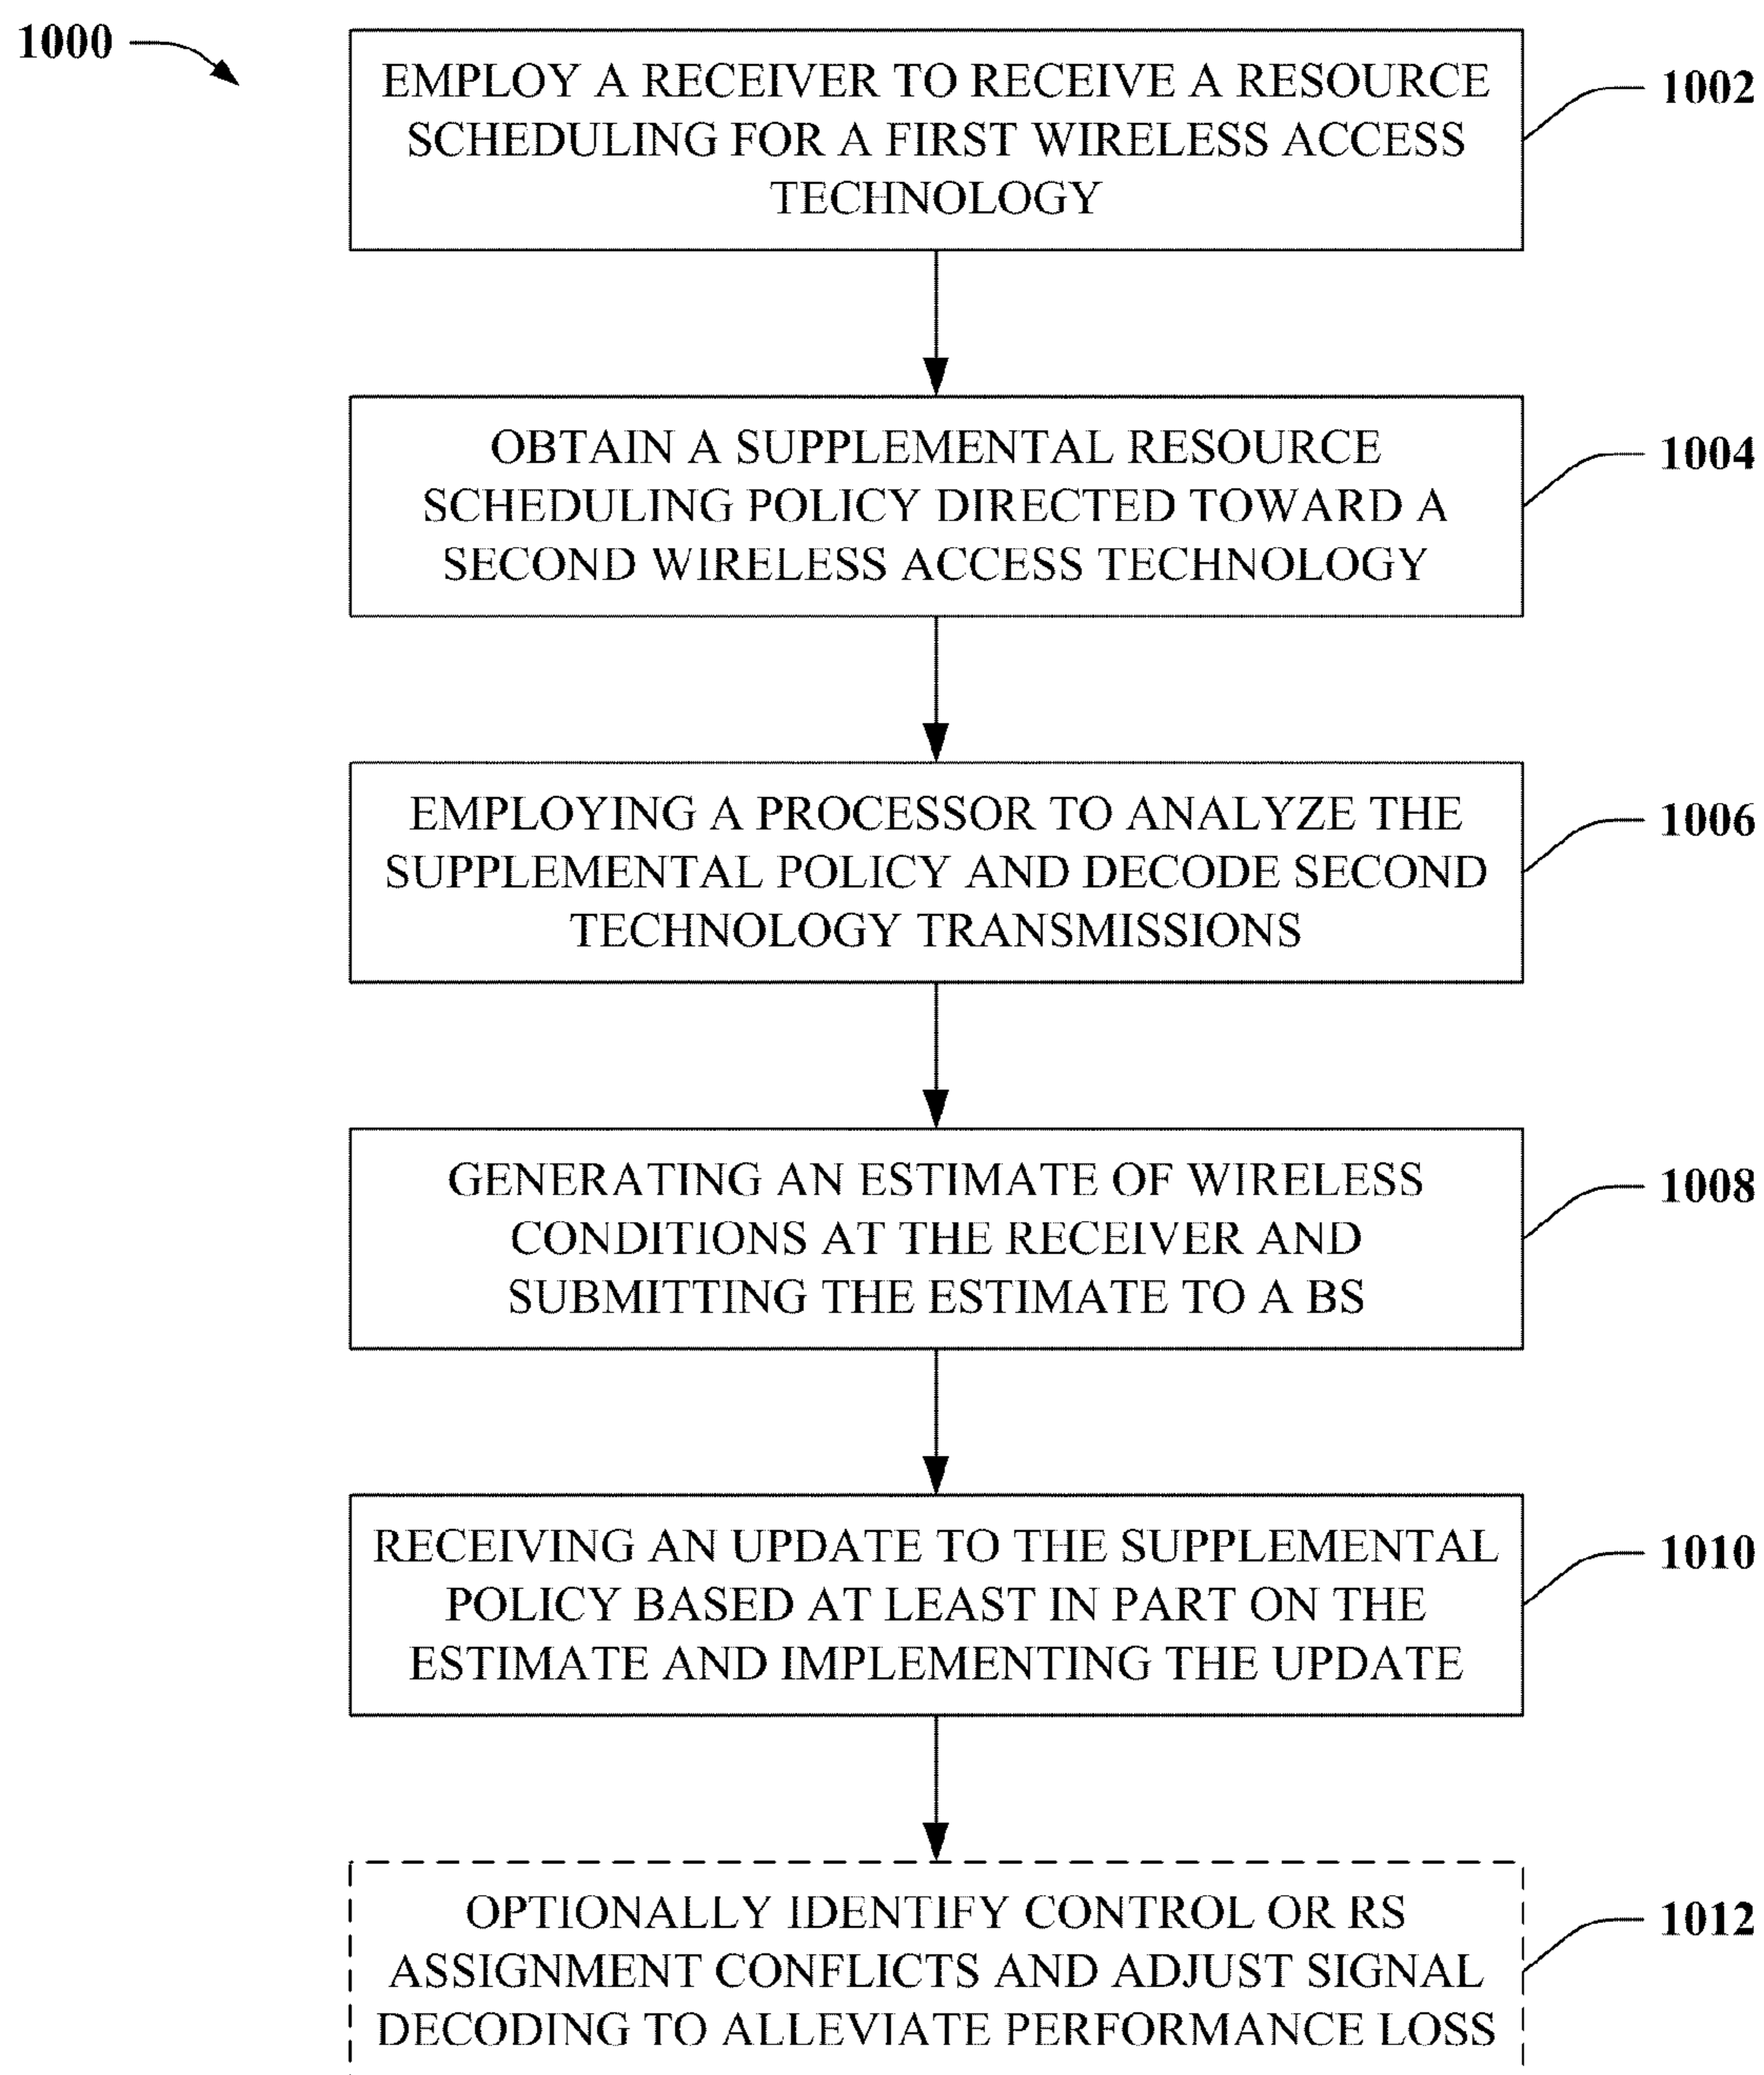 1000
EMPLOY A RECEIVER TO RECEIVE A RESOURCE
SCHEDULING FOR A FIRST WIRELESS ACCESS
TECHNOLOGY
1002
OBTAIN A SUPPLEMENTAL RESOURCE
SCHEDULING POLICY DIRECTED TOWARD A
SECOND WIRELESS ACCESS TECHNOLOGY
1004
EMPLOYING A PROCESSOR TO ANALYZE THE
SUPPLEMENTAL POLICY AND DECODE SECOND
TECHNOLOGY TRANSMISSIONS
1006
GENERATING AN ESTIMATE OF WIRELESS
CONDITIONS AT THE RECEIVER AND
SUBMITTING THE ESTIMATE TO A BS
1008
RECEIVING AN UPDATE TO THE SUPPLEMENTAL
POLICY BASED AT LEAST IN PART ON THE
ESTIMATE AND IMPLEMENTING THE UPDATE
1010
OPTIONALLY IDENTIFY CONTROL OR RS
ASSIGNMENT CONFLICTS AND ADJUST SIGNAL
DECODING TO ALLEVIATE PERFORMANCE LOSS
1012